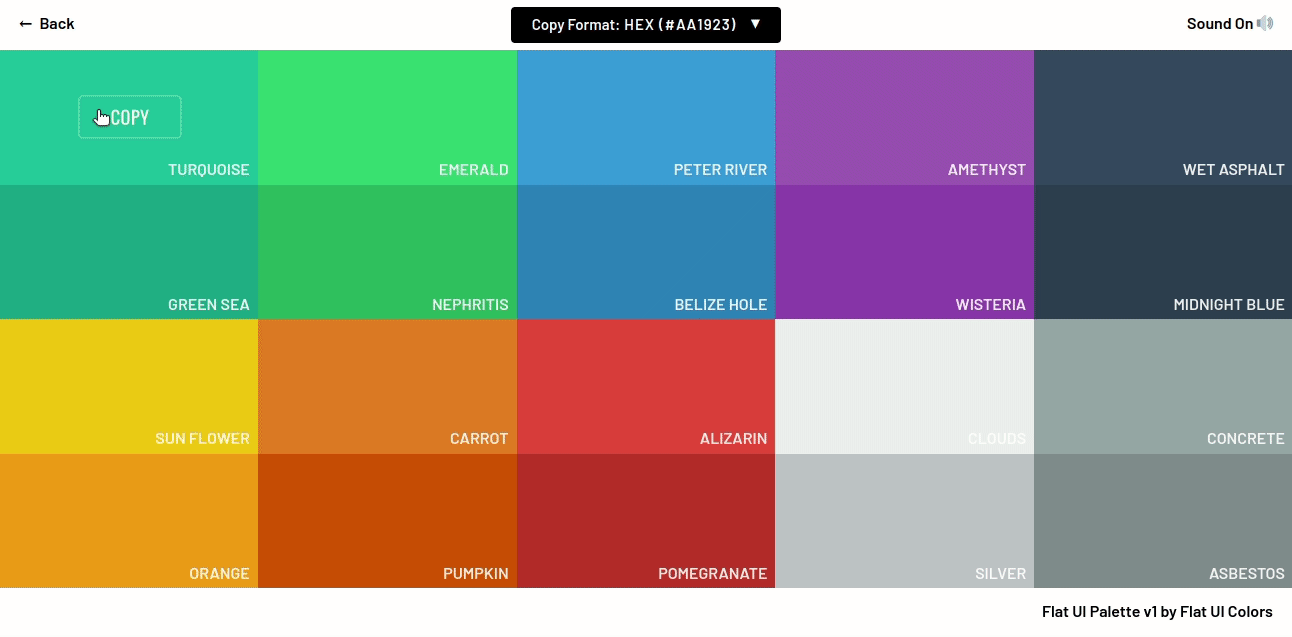 ← Back
Copy Format: HEX (#AA1923) ▼
Sound On
COPY
TURQUOISE
EMERALD
PETER RIVER
AMETHYST
WET ASPHALT
GREEN SEA
NEPHRITIS
BELIZE HOLE
WISTERIA
MIDNIGHT BLUE
SUN FLOWER
CARROT
ALIZARIN
CLOUDS
CONCRETE
ORANGE
PUMPKIN
POMEGRANATE
SILVER
ASBESTOS
Flat UI Palette v1 by Flat UI Colors